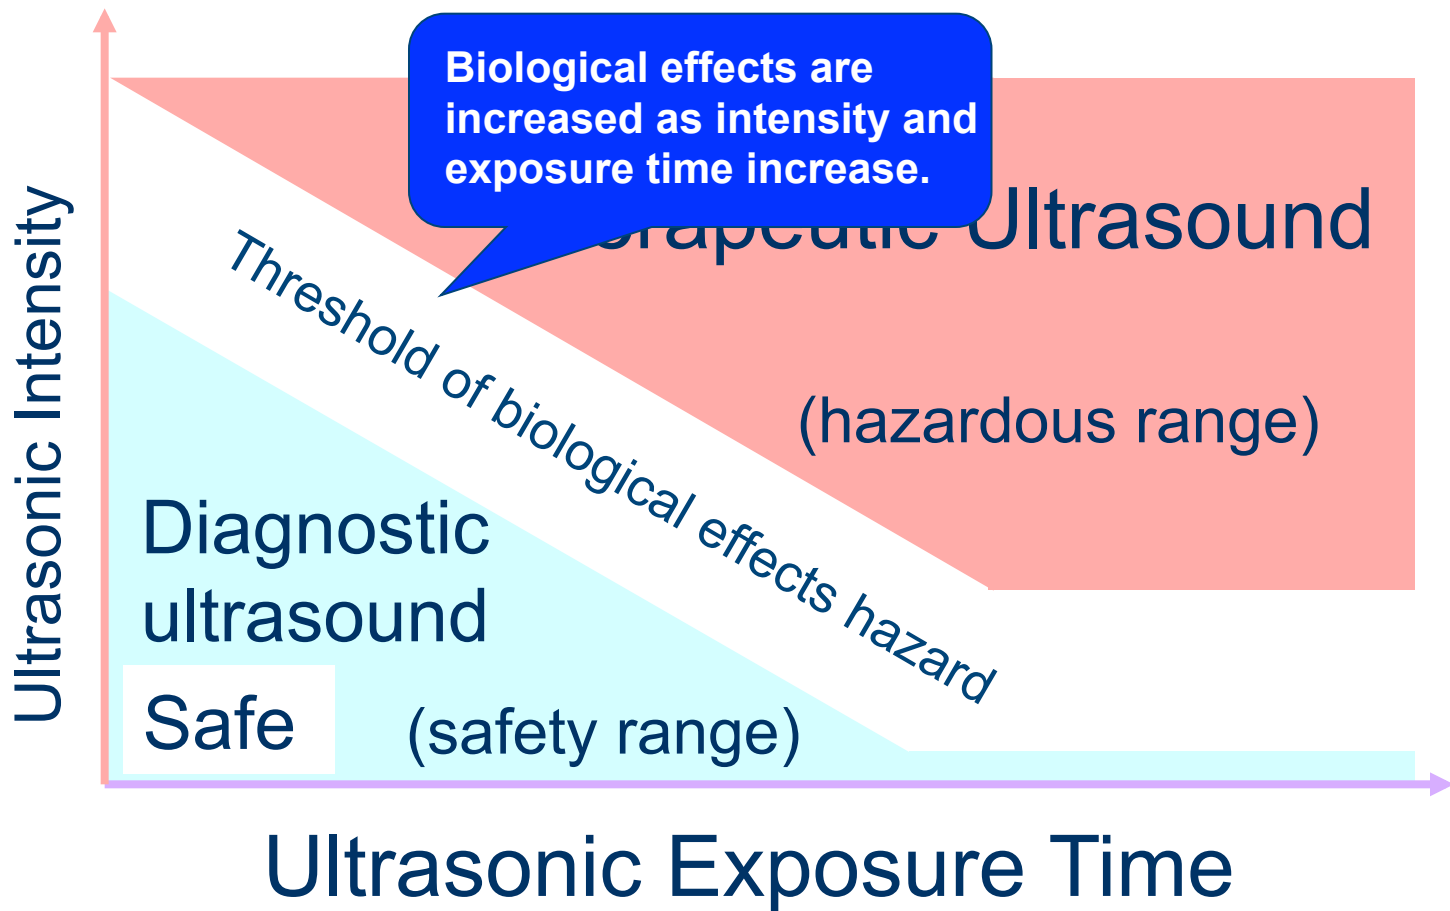 Biological effects are
increased as intensity and
exposure time increase.
Ultrasound
(hazardous range)
Threshold of biological effects hazard
Ultrasonic Intensity
Diagnostic
ultrasound
Safe
(safety range)
Ultrasonic Exposure Time